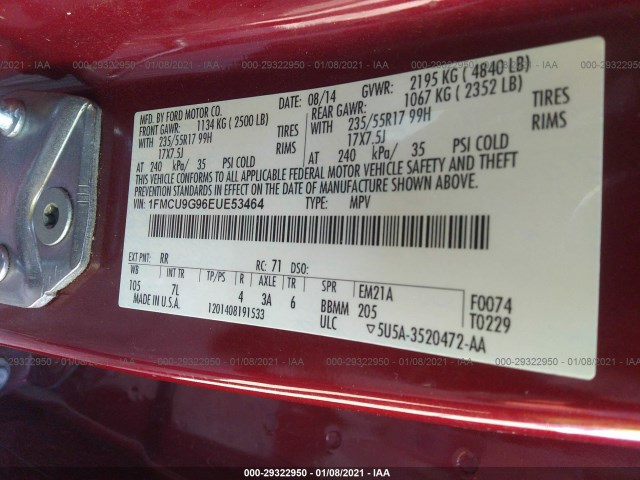 000-29322950 - 01/08/2021 - IAA
MFD. BY FORD MOTOR CO.
DATE: 08/14 GVWR: 2195 KG ( 4840 LB)
FRONT GAWR: 1134 KG ( 2500 LB) REAR GAWR: 1067 KG ( 2352 LB)
WITH 235/55R17 99H TIRES WITH 235/55R17 99H TIRES
17X7.5J RIMS 17X7.5J RIMS
AT 240 kPa/ 35 PSI COLD AT 240 kPa/ 35 PSI COLD
THIS VEHICLE CONFORMS TO ALL APPLICABLE FEDERAL MOTOR VEHICLE SAFETY AND THEFT
PREVENTION STANDARDS IN EFFECT ON THE DATE OF MANUFACTURE SHOWN ABOVE.
VIN: 1FMCU9G96EUE53464 TYPE: MPV
EXT PNT: RR RC: 71 DSO:
WB INT TR TP/PS R AXLE TR SPR EM21A F0074
105 7L 4 3A 6 BBMM 205 T0229
MADE IN U.S.A. 1201408191533 ULC ▽5U5A-3520472-AA
000-29322950 - 01/08/2021 - IAA